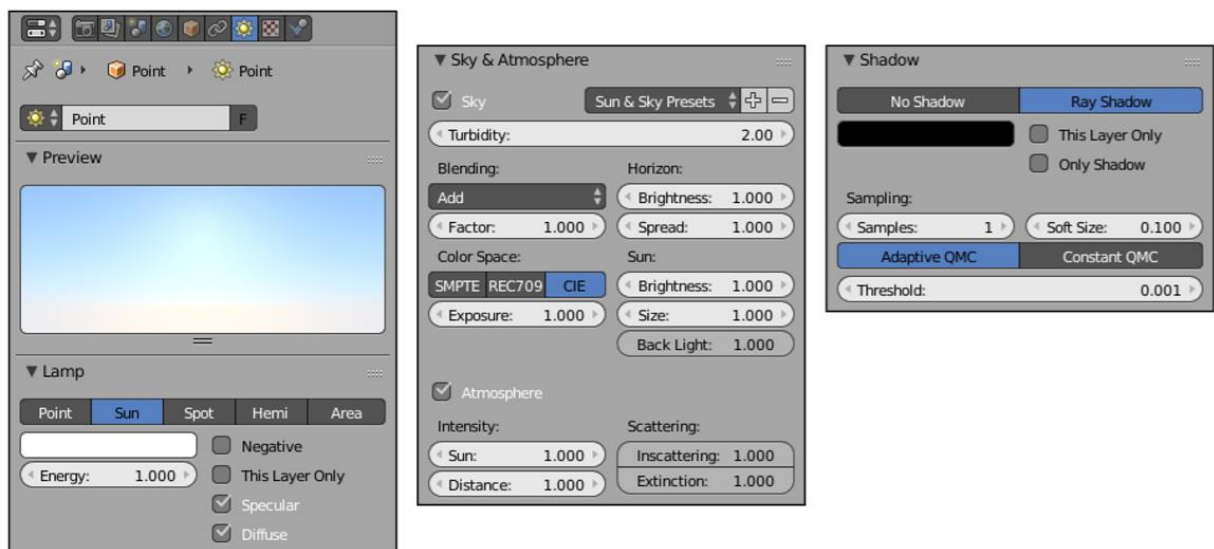 Point Point
Point F
Preview
Lamp
Point Sun Spot Hemi Area
Negative
Energy: 1.000 This Layer Only
Specular
Diffuse
Sky & Atmosphere
Sky Sun & Sky Presets
Turbidity: 2.00
Blending: Horizon:
Add Brightness: 1.000
Factor: 1.000 Spread: 1.000
Color Space: Sun:
SMPTE REC709 CIE Brightness: 1.000
Exposure: 1.000 Size: 1.000
Back Light: 1.000
Atmosphere
Intensity: Scattering:
Sun: 1.000 Inscattering: 1.000
Distance: 1.000 Extinction: 1.000
Shadow
No Shadow Ray Shadow
This Layer Only
Only Shadow
Sampling:
Samples: 1 Soft Size: 0.100
Adaptive QMC Constant QMC
Threshold: 0.001